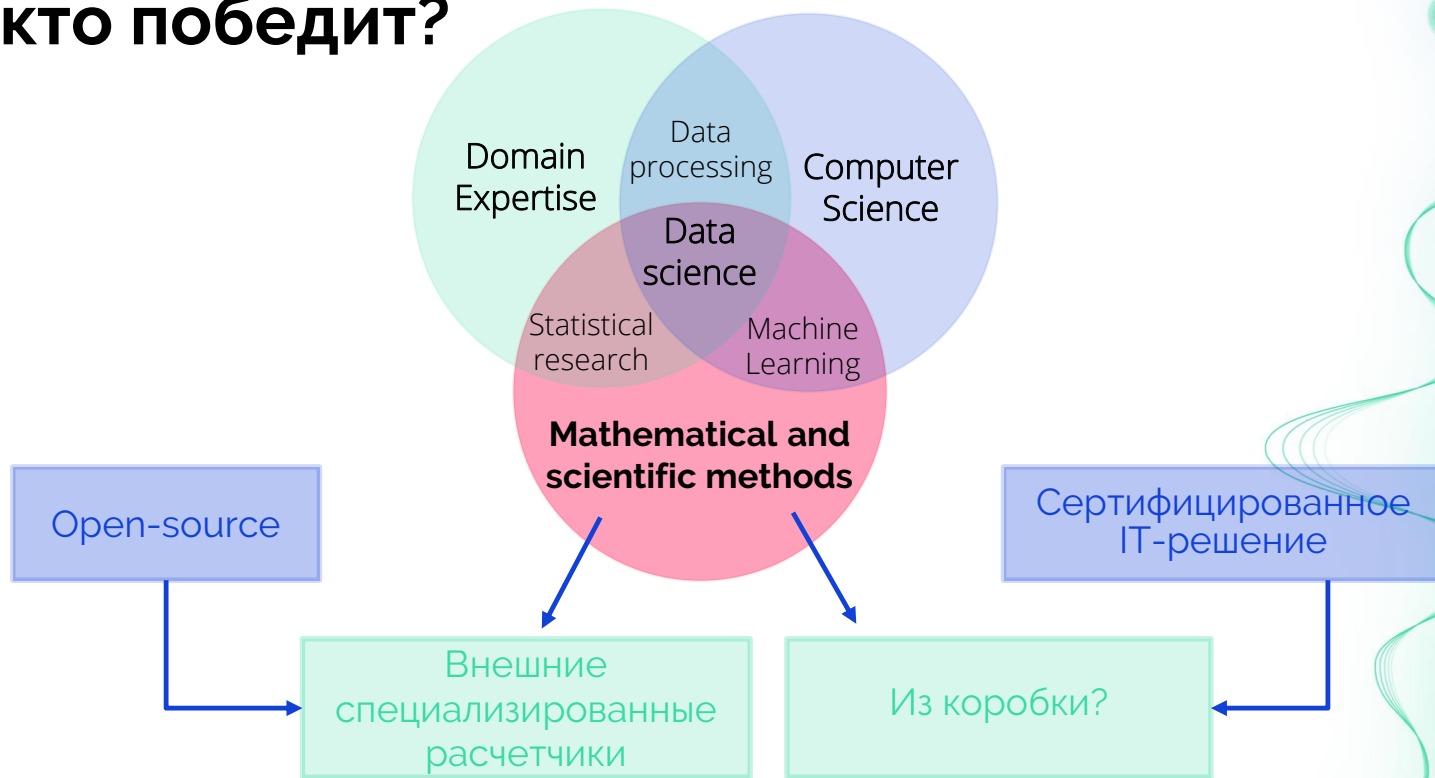 кто победит?
Domain
Expertise
Data
processing
Computer
Science
Data
science
Statistical
research
Machine
Learning
Mathematical and
scientific methods
Open-source
Сертифицированное
IT-решение
Внешние
специализированные
расчетчики
Из коробки?